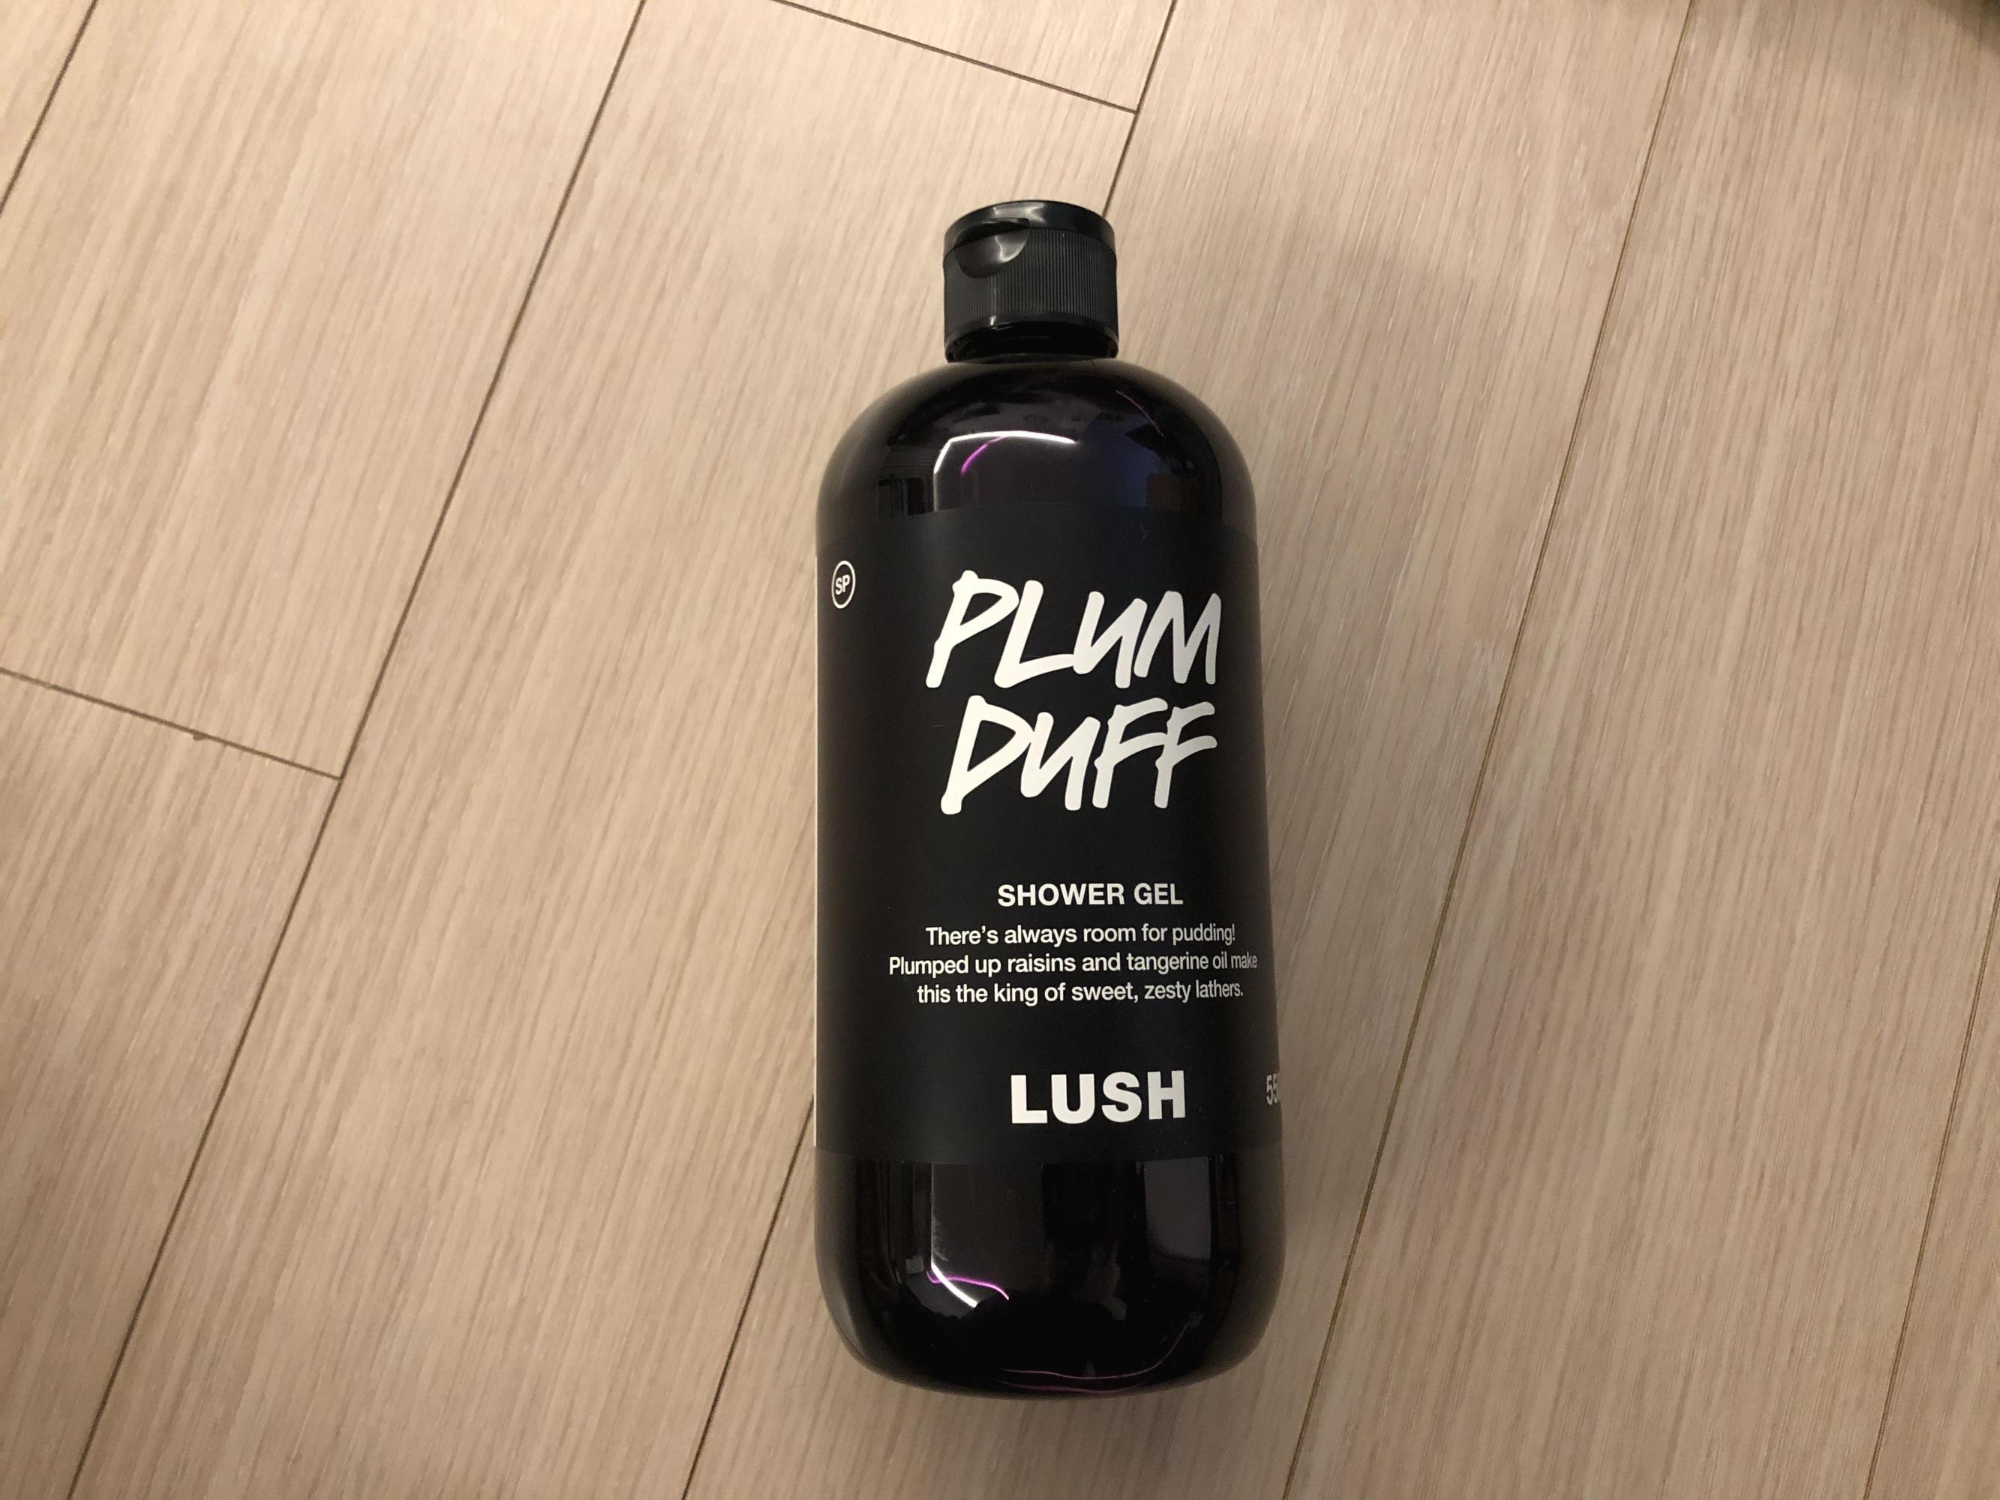 SP
PLUM
DUFF
SHOWER GEL
There's always room for pudding!
Plumped up raisins and tangerine oil make
this the king of sweet, zesty lathers.
LUSH